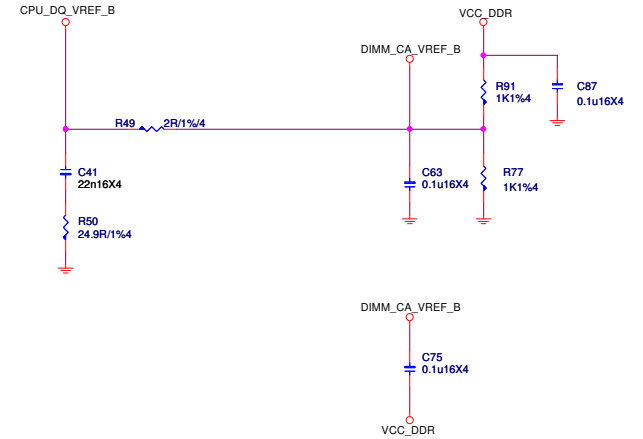 CPU_DQ_VREF_B
VCC_DDR
DIMM_CA_VREF_B
R91
1K1%4
C87
0.1u16X4
R49
2R/1%/4
C41
22n16X4
C63
0.1u16X4
R77
1K1%4
R50
24.9R/1%4
DIMM_CA_VREF_B
C75
0.1u16X4
VCC_DDR